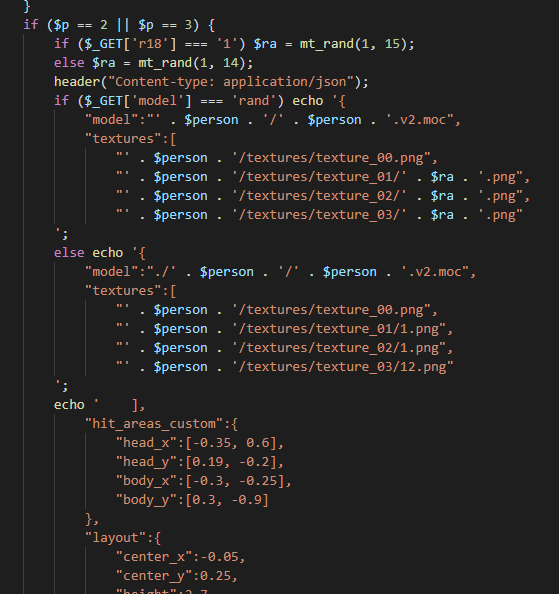 }
if ($p == 2 || $p == 3) {
    if ($_GET['r18'] === '1') $ra = mt_rand(1, 15);
    else $ra = mt_rand(1, 14);
    header("Content-type: application/json");
    if ($_GET['model'] === 'rand') echo '{
        "model":"' . $person . '/' . $person . '.v2.moc",
        "textures":[
            "' . $person . '/textures/texture_00.png",
            "' . $person . '/textures/texture_01/' . $ra . '.png",
            "' . $person . '/textures/texture_02/' . $ra . '.png",
            "' . $person . '/textures/texture_03/' . $ra . '.png"
    ';
    else echo '{
        "model":"./' . $person . '/' . $person . '.v2.moc",
        "textures":[
            "' . $person . '/textures/texture_00.png",
            "' . $person . '/textures/texture_01/1.png",
            "' . $person . '/textures/texture_02/1.png",
            "' . $person . '/textures/texture_03/12.png"
    ';
    echo '    ],
        "hit_areas_custom":{
            "head_x":[-0.35, 0.6],
            "head_y":[0.19, -0.2],
            "body_x":[-0.3, -0.25],
            "body_y":[0.3, -0.9]
        },
        "layout":{
            "center_x":-0.05,
            "center_y":0.25,
            "height":2.7